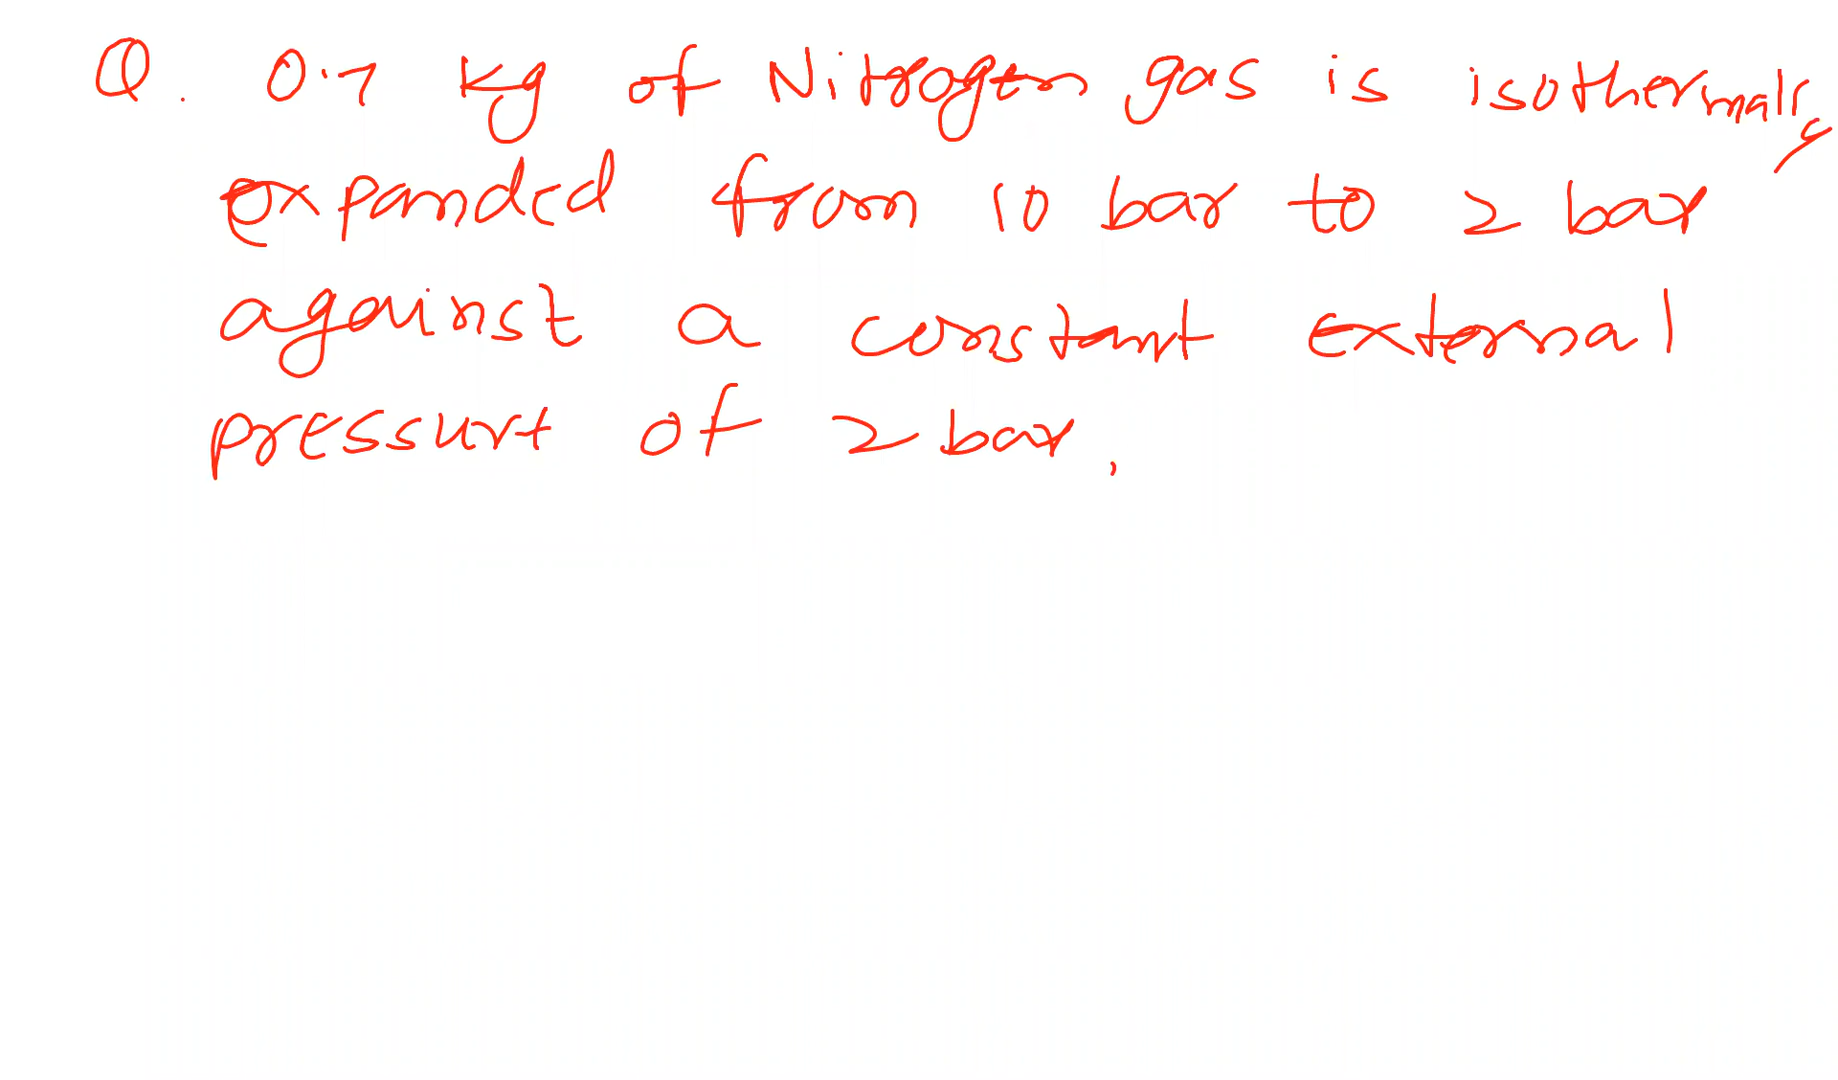 Q. 0.7 kg of Nitrogen gas is isothermally
expanded from 10 bar to 2 bar
against a constant external
pressure of 2 bar.